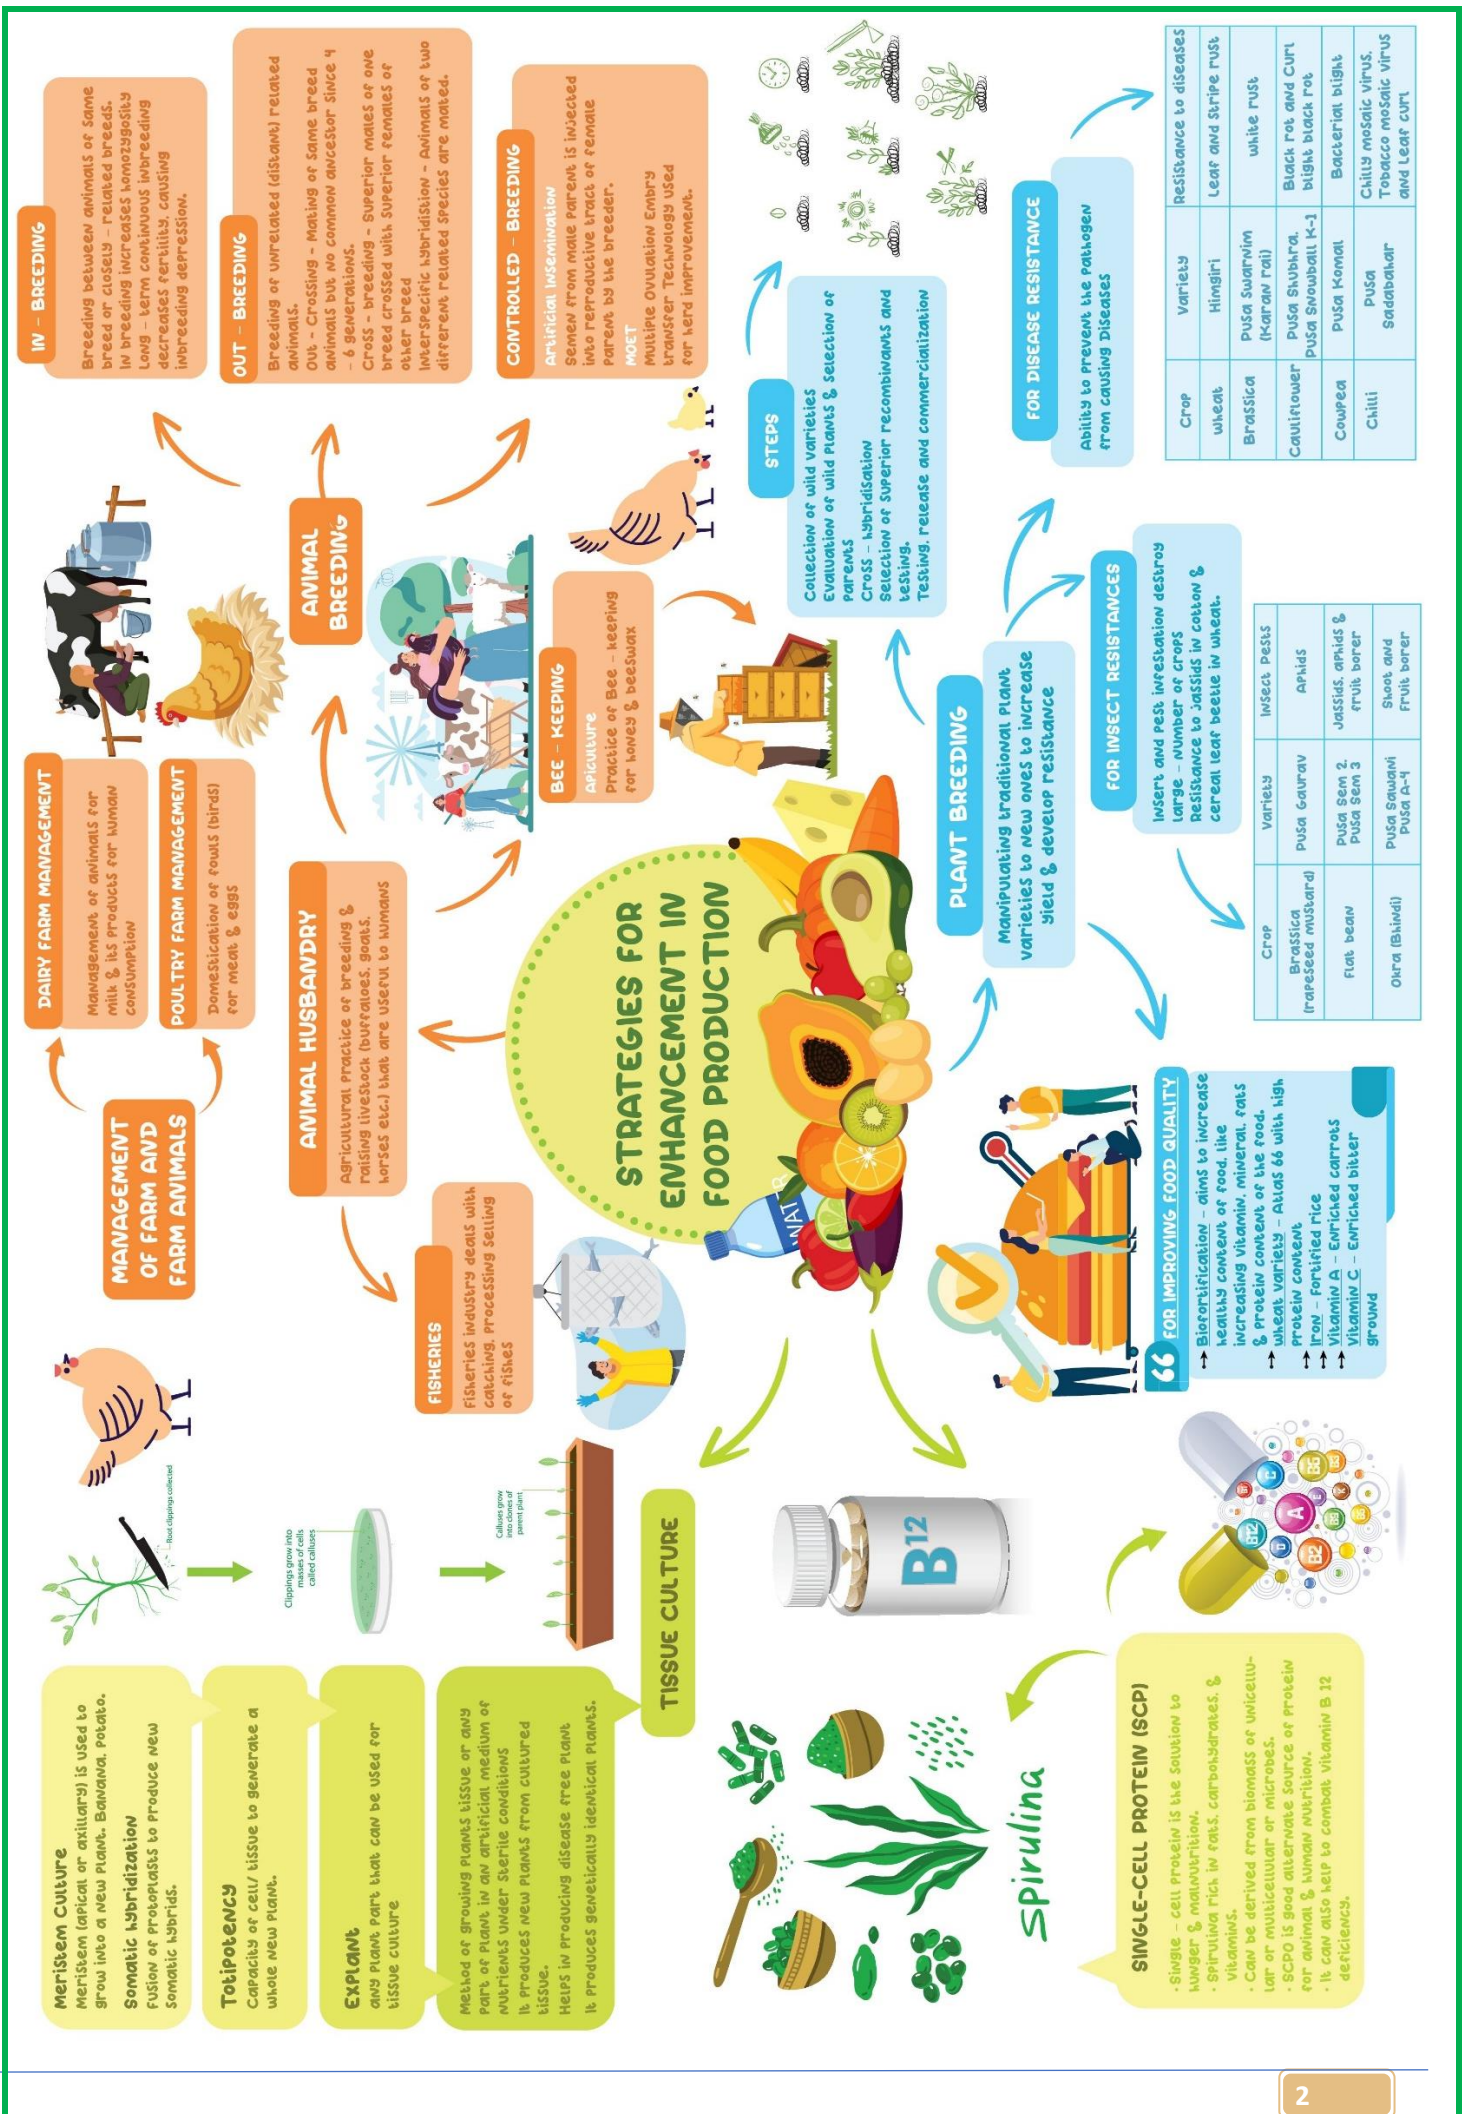 MANAGEMENT
OF FARM AND
FARM ANIMALS
DAIRY FARM MANAGEMENT
Management of animals for
milk & its products for human
consumption
POULTRY FARM MANAGEMENT
Domestication of fowls (birds)
for meat & eggs
ANIMAL HUSBANDRY
Agricultural practice of breeding &
raising livestock (buffaloes, goats,
horses etc.) that are useful to humans
FISHERIES
Fisheries industry deals with
catching, processing selling
of fishes
ANIMAL
BREEDING
IN - BREEDING
Breeding between animals of same
breed or closely - related breeds.
In breeding increases homozygosity
Long - term continuous inbreeding
decreases fertility, causing
inbreeding depression.
OUT - BREEDING
Breeding of unrelated (distant) related
animals.
Out - Crossing - Mating of same breed
animals but no common ancestor since 4
- 6 generations.
Cross - breeding - Superior males of one
breed crossed with superior females of
other breed
Interspecific hybridistion - Animals of two
different related species are mated.
CONTROLLED - BREEDING
Artificial Insemination
Semen from male parent is injected
into reproductive tract of female
parent by the breeder.
MOET
Multiple Ovulation Embry
transfer Technology used
for herd improvement.
BEE - KEEPING
Apiculture
Practice of Bee - keeping
for honey & beeswax
STRATEGIES FOR
ENHANCEMENT IN
FOOD PRODUCTION
WATER
PLANT BREEDING
Manipulating traditional plant
varieties to new ones to increase
yield & develop resistance
STEPS
Collection of wild varieties
Evaluation of wild plants & selection of
parents
Cross - hybridisation
Selection of superior recombinants and
testing.
Testing, release and commercialization
FOR DISEASE RESISTANCE
Ability to prevent the pathogen
from causing Diseases
Crop Variety Resistance to diseases
Wheat Himgiri Leaf and Stripe rust
Brassica Pusa Swarnim (Karan rai) White rust
Cauliflower Pusa Shubhra, Pusa Snowball K-1 Black rot and Curl blight black rot
Cowpea Pusa Komal Bacterial blight
Chilli Pusa Sadabahar Chilly mosaic virus, Tobacco mosaic virus and Leaf curl
FOR INSECT RESISTANCES
Insert and pest infestation destroy
large - number of crops
Resistance to jassids in cotton &
cereal leaf beetle in wheat.
Crop Variety Insect Pests
Brassica (rapeseed mustard) Pusa Gaurav Aphids
Flat bean Pusa Sem 2, Pusa Sem 3 Jassids, aphids & fruit borer
Okra (Bhindi) Pusa Sawani Pusa A-4 Shoot and Fruit borer
66 FOR IMPROVING FOOD QUALITY
Biofortification - aims to increase
healthy content of food, like
increasing vitamin, mineral, fats
& protein content of the food.
Wheat variety - Atlas 66 with high
protein content
Iron - Fortified rice
Vitamin A - Enriched carrots
Vitamin C - Enriched bitter
ground
Meristem Culture
Meristem (apical or axillary) is used to
grow into a new plant. Banana, Potato.
Somatic hybridization
Fusion of protoplasts to produce new
somatic hybrids.
Totipotency
Capacity of cell/ tissue to generate a
whole new plant.
Explant
any plant part that can be used for
tissue culture
Method of growing plants tissue or any
part of plant in an artificial medium of
nutrients under sterile conditions
It produces new plants from cultured
tissue.
Helps in producing disease free plant
It produces genetically identical plants.
TISSUE CULTURE
Root clippings collected
Clippings grow into
masses of cells
called calluses
Calluses grow
into clones of
parent plant
B12
Spirulina
SINGLE-CELL PROTEIN (SCP)
· Single - cell protein is the solution to
hunger & malnutrition.
· Spiruina rich in fats, carbohydrates, &
vitamins.
· Can be derived from biomass of unicellu-
lar or multicellular or microbes.
· SCPO is good alternate source of protein
for animal & human nutrition.
· It can also help to combat vitamin B 12
deficiency.
B12
A
C
B2
D
E
K
B5
2